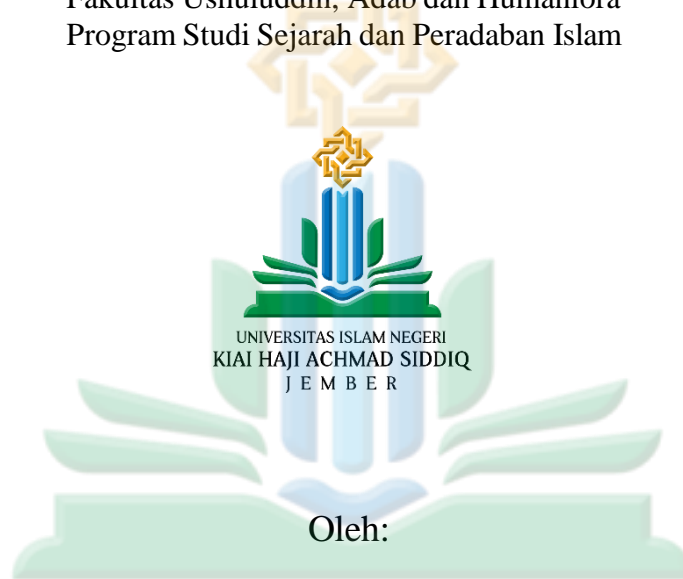 Fakultas Ushuluddin, Adab dan Humaniora
Program Studi Sejarah dan Peradaban Islam
UNIVERSITAS ISLAM NEGERI
KIAI HAJI ACHMAD SIDDIQ
JEMBER
Oleh: